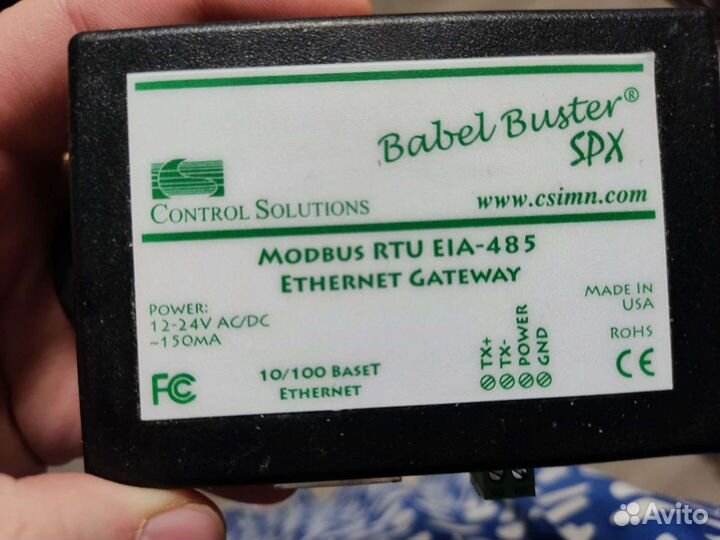 Babel Buster®
SPX
CONTROL SOLUTIONS
www.csimn.com
MODBUS RTU EIA-485
ETHERNET GATEWAY
POWER:
12-24V AC/DC
~150MA
MADE IN
USA
ROHS
CE
FC
10/100 BASET
ETHERNET
TX+
TX-
POWER
GND
Avito